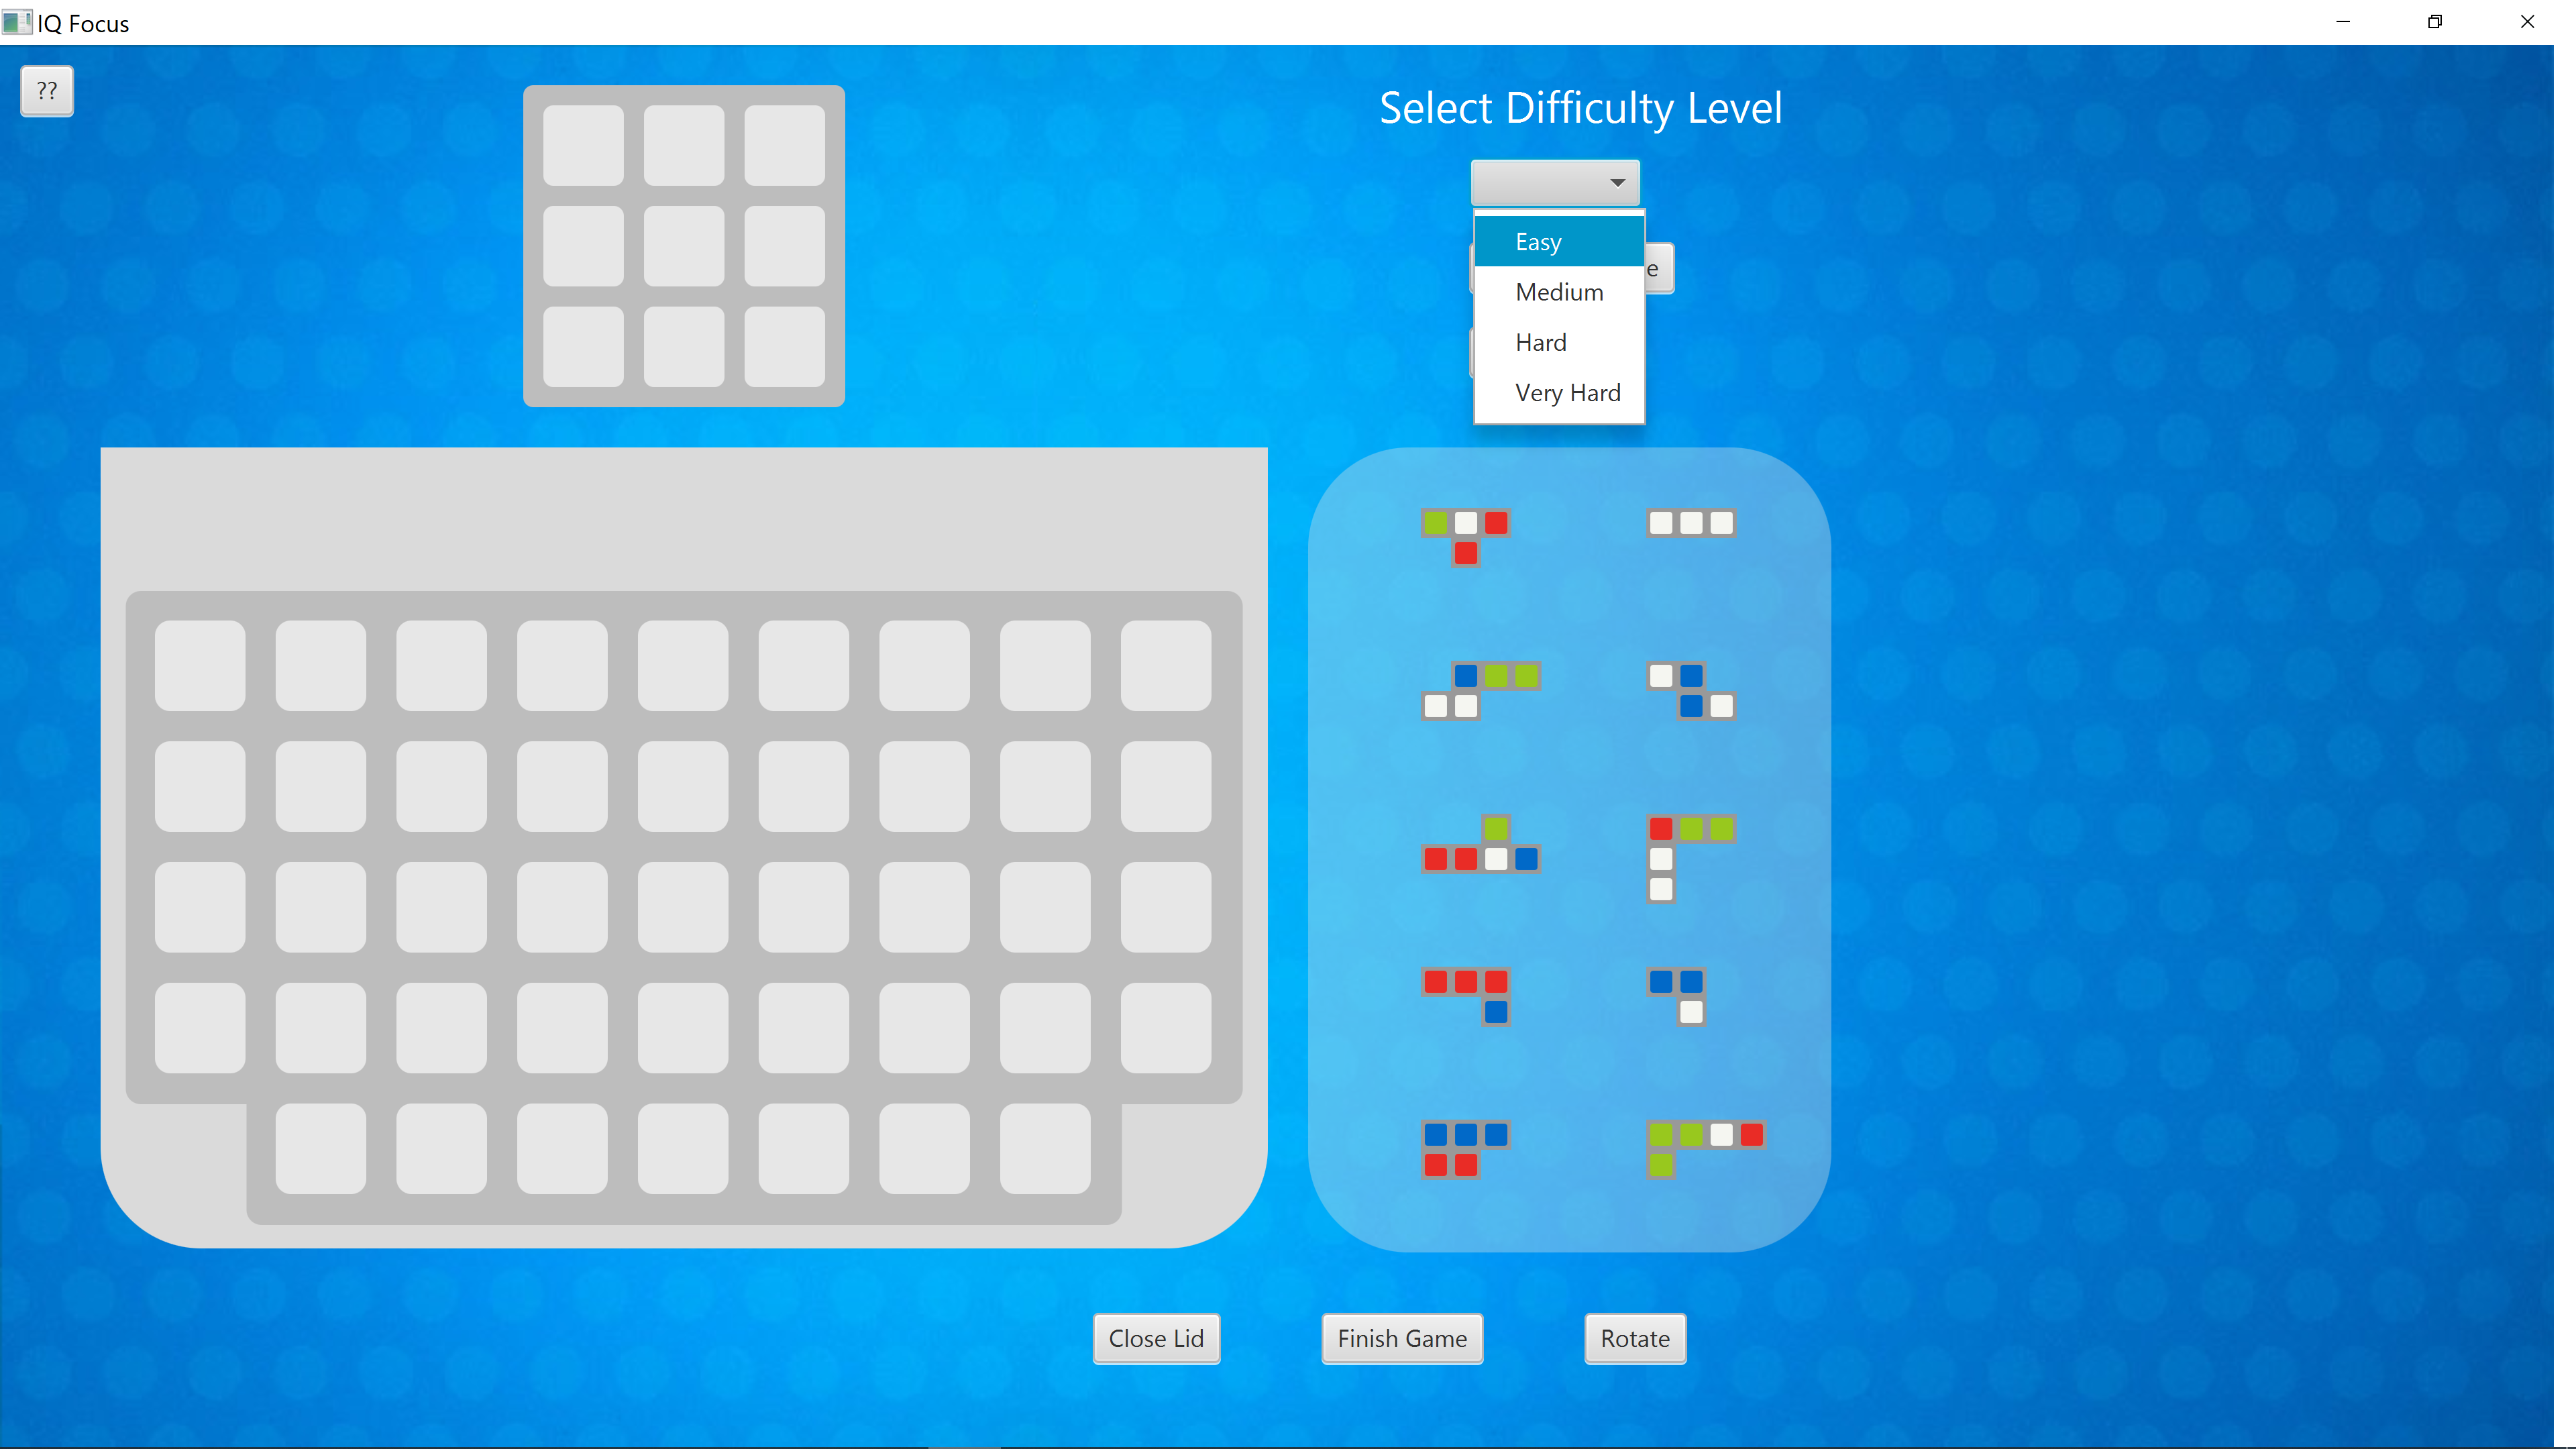 IQ Focus
??
Select Difficulty Level
Easy
e
Medium
Hard
Very Hard
Close Lid
Finish Game
Rotate